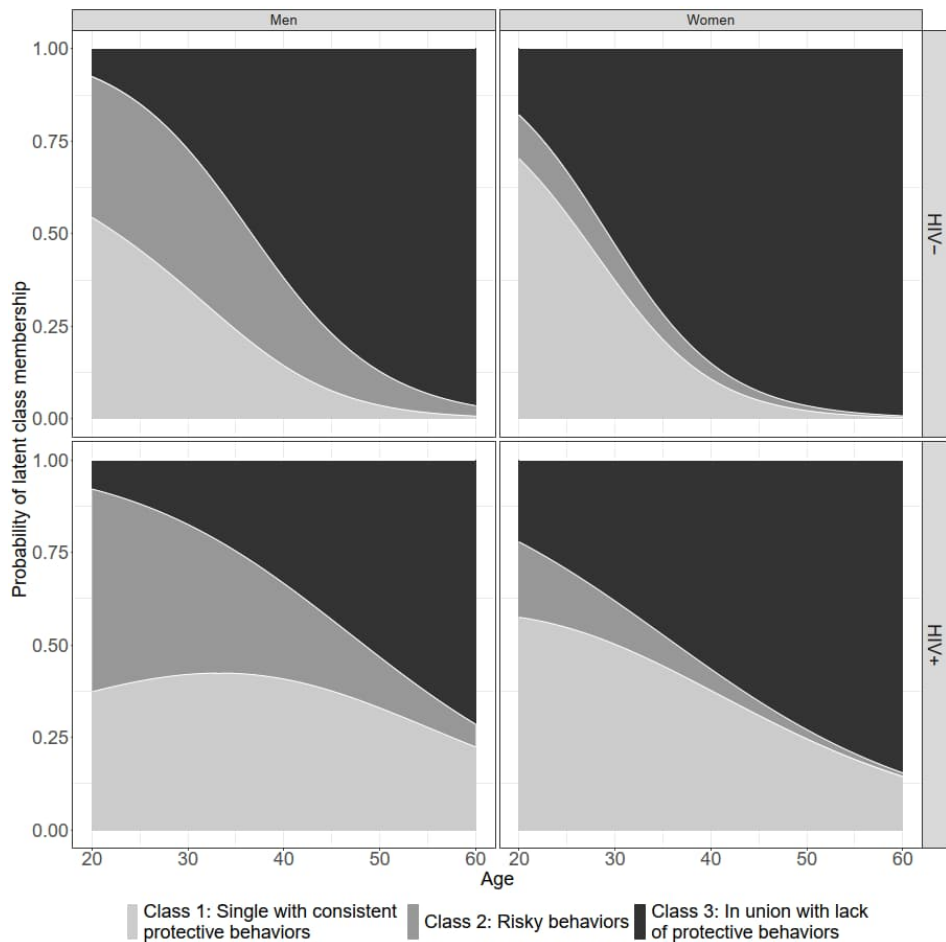 Men
Women
1.00
0.75
0.50
0.25
0.00
HIV−
1.00
0.75
0.50
0.25
0.00
HIV+
Probability of latent class membership
20 30 40 50 60
20 30 40 50 60
Age
Class 1: Single with consistent
protective behaviors
Class 2: Risky behaviors
Class 3: In union with lack
of protective behaviors